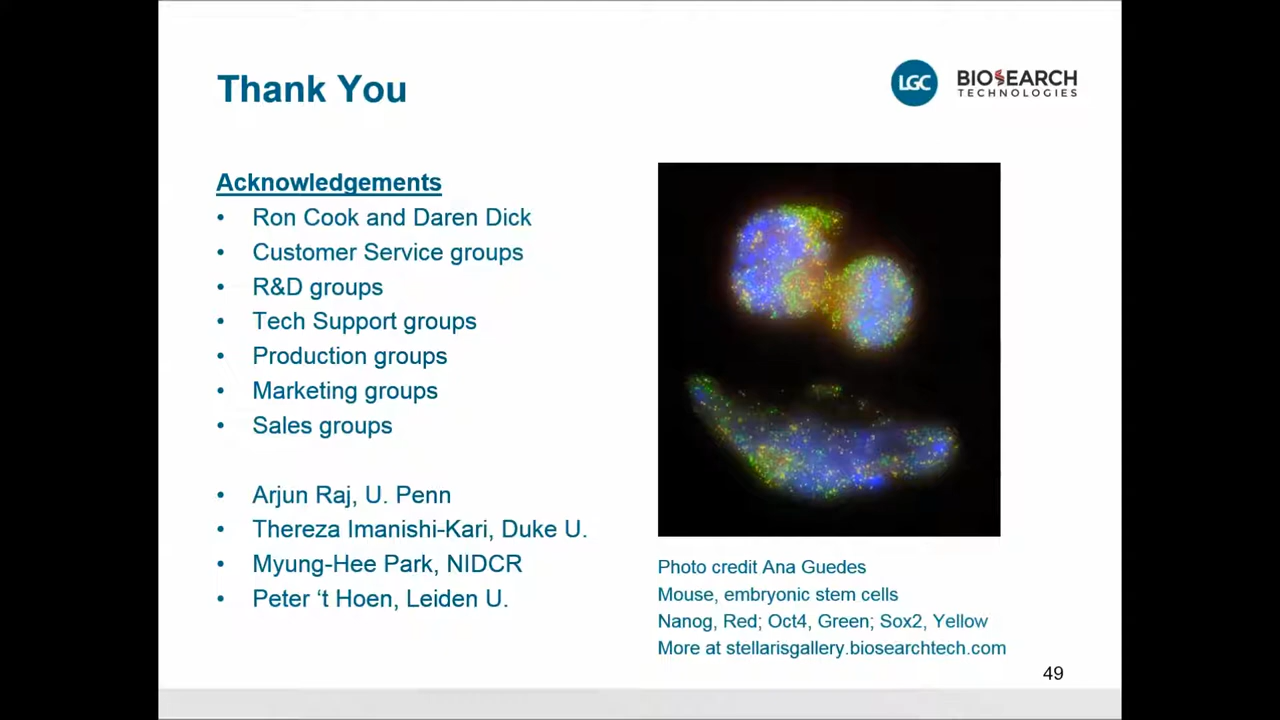 Thank You
LGC
BIOSEARCH
TECHNOLOGIES
Acknowledgements
• Ron Cook and Daren Dick
• Customer Service groups
• R&D groups
• Tech Support groups
• Production groups
• Marketing groups
• Sales groups
• Arjun Raj, U. Penn
• Thereza Imanishi-Kari, Duke U.
• Myung-Hee Park, NIDCR
• Peter ‘t Hoen, Leiden U.
Photo credit Ana Guedes
Mouse, embryonic stem cells
Nanog, Red; Oct4, Green; Sox2, Yellow
More at stellarisgallery.biosearchtech.com
49